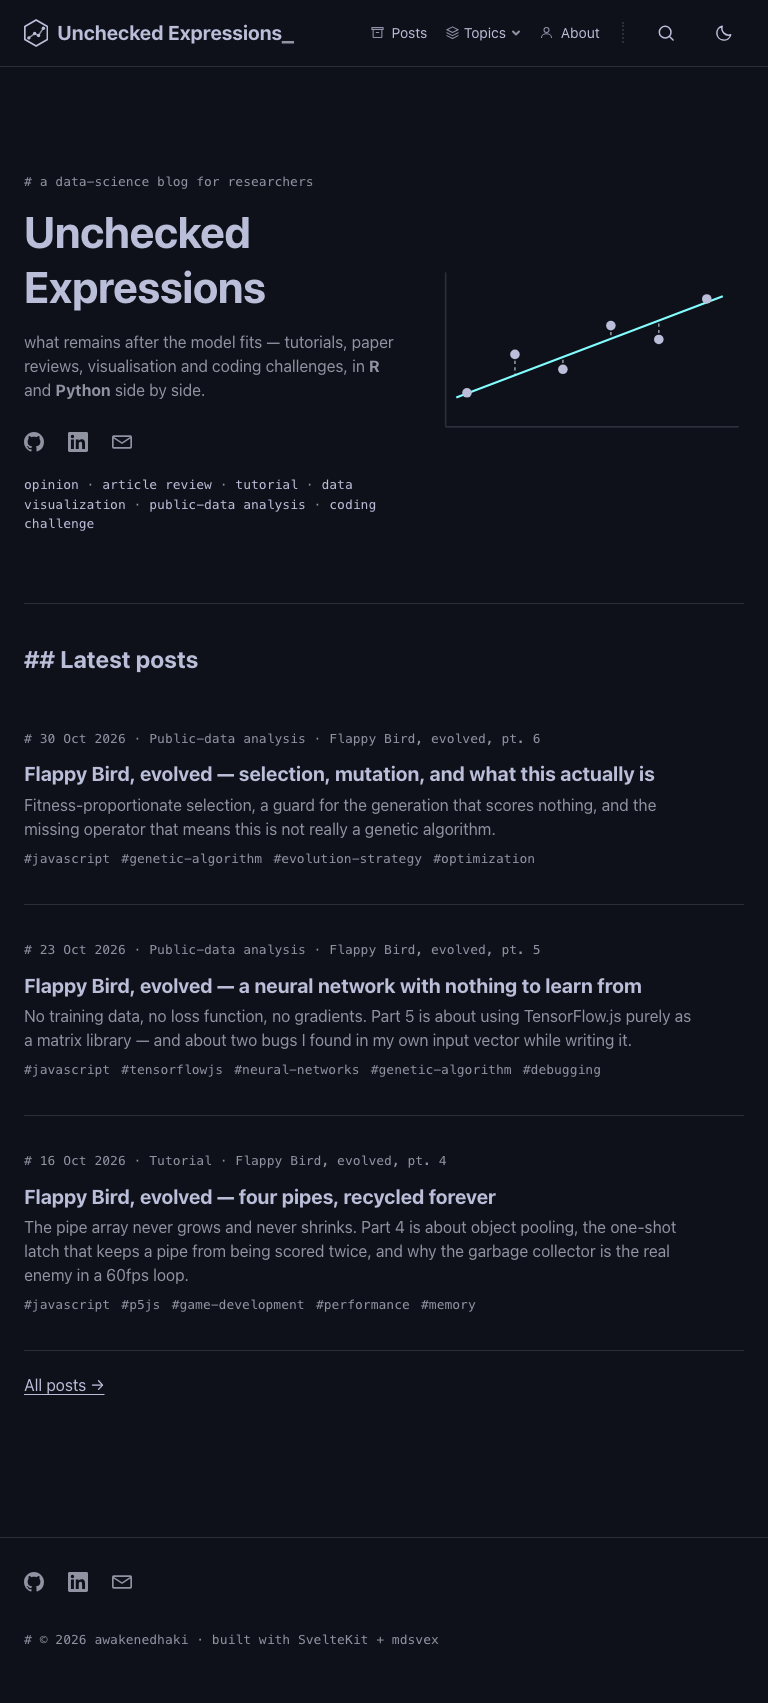 Unchecked Expressions_
Posts
Topics
About
# a data-science blog for researchers
Unchecked
Expressions
what remains after the model fits — tutorials, paper
reviews, visualisation and coding challenges, in R
and Python side by side.
opinion · article review · tutorial · data
visualization · public-data analysis · coding
challenge
## Latest posts
# 30 Oct 2026 · Public-data analysis · Flappy Bird, evolved, pt. 6
Flappy Bird, evolved — selection, mutation, and what this actually is
Fitness-proportionate selection, a guard for the generation that scores nothing, and the
missing operator that means this is not really a genetic algorithm.
#javascript #genetic-algorithm #evolution-strategy #optimization
# 23 Oct 2026 · Public-data analysis · Flappy Bird, evolved, pt. 5
Flappy Bird, evolved — a neural network with nothing to learn from
No training data, no loss function, no gradients. Part 5 is about using TensorFlow.js purely as
a matrix library — and about two bugs I found in my own input vector while writing it.
#javascript #tensorflowjs #neural-networks #genetic-algorithm #debugging
# 16 Oct 2026 · Tutorial · Flappy Bird, evolved, pt. 4
Flappy Bird, evolved — four pipes, recycled forever
The pipe array never grows and never shrinks. Part 4 is about object pooling, the one-shot
latch that keeps a pipe from being scored twice, and why the garbage collector is the real
enemy in a 60fps loop.
#javascript #p5js #game-development #performance #memory
All posts →
# © 2026 awakenedhaki · built with SvelteKit + mdsvex